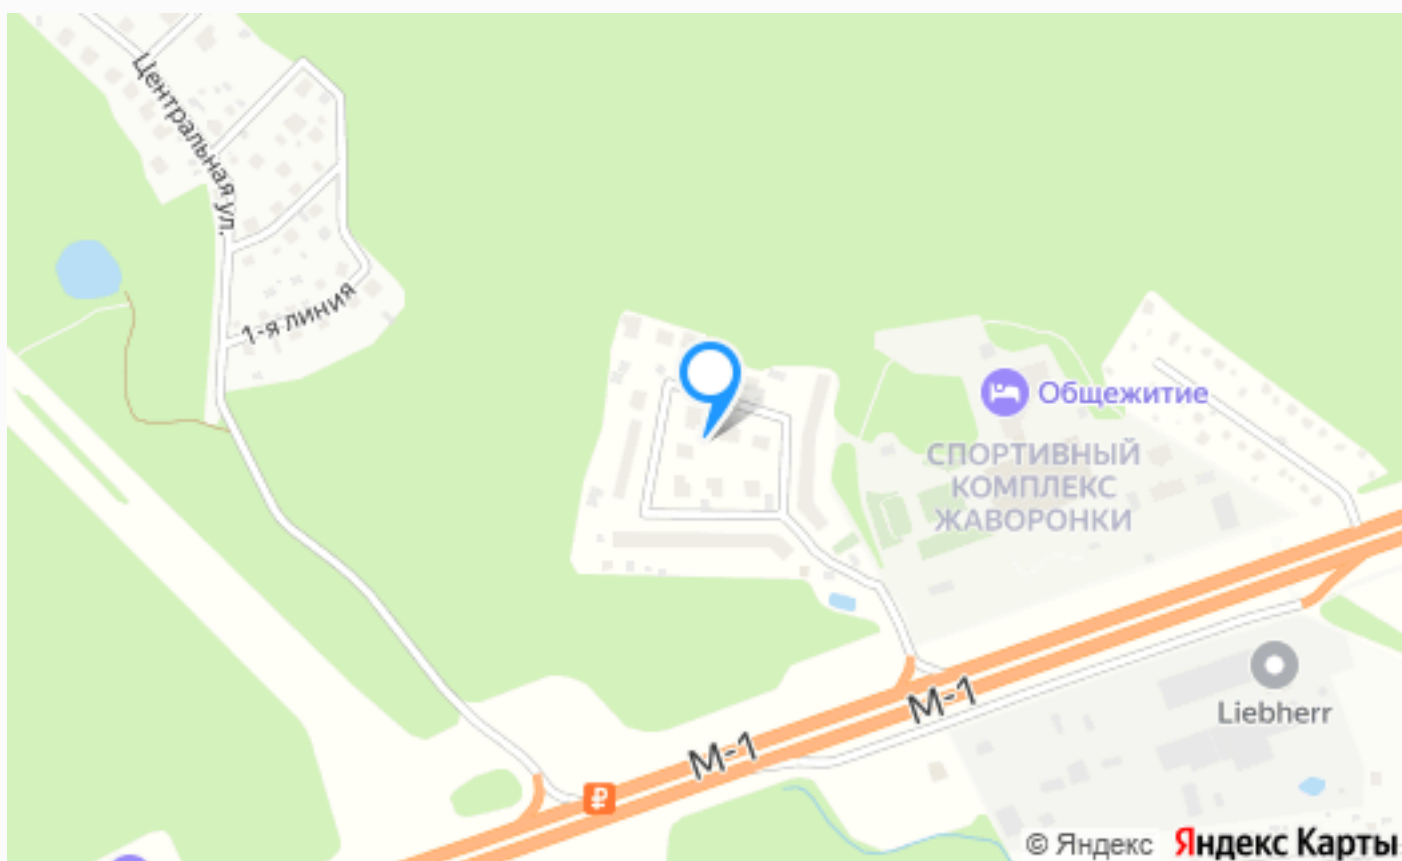 Центральная ул.
1-я линия
Общежитие
СПОРТИВНЫЙ
КОМПЛЕКС
ЖАВОРОНКИ
М-1
М-1
Liebherr
₽
© Яндекс Яндекс Карты